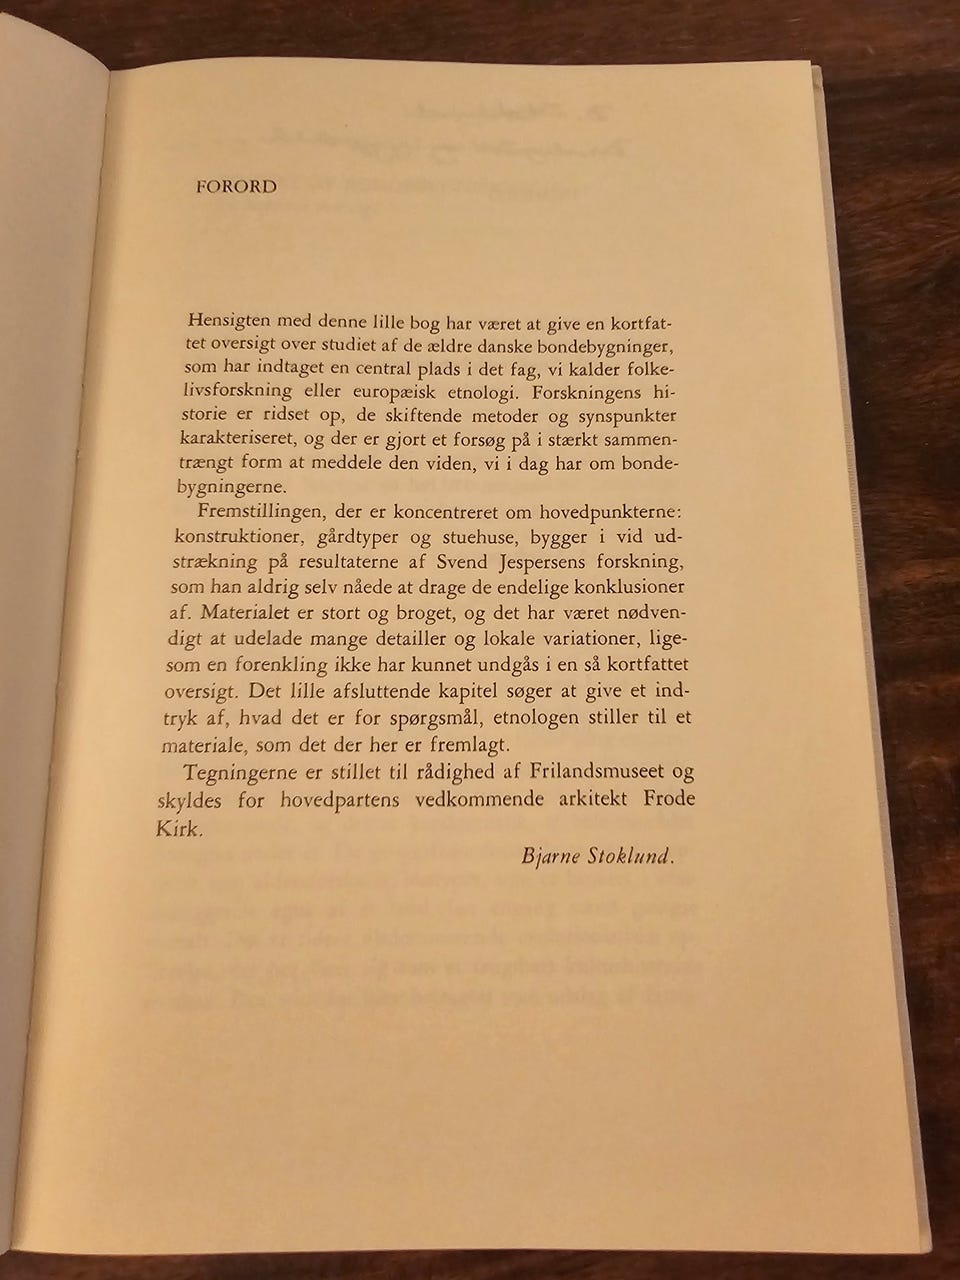 FORORD
Hensigten med denne lille bog har været at give en kortfat-
tet oversigt over studiet af de ældre danske bondebygninger,
som har indtaget en central plads i det fag, vi kalder folke-
livsforskning eller europæisk etnologi. Forskningens hi-
storie er ridset op, de skiftende metoder og synspunkter
karakteriseret, og der er gjort et forsøg på i stærkt sammen-
trængt form at meddele den viden, vi i dag har om bonde-
bygningerne.
Fremstillingen, der er koncentreret om hovedpunkterne:
konstruktioner, gårdtyper og stuehuse, bygger i vid ud-
strækning på resultaterne af Svend Jespersens forskning,
som han aldrig selv nåede at drage de endelige konklusioner
af. Materialet er stort og broget, og det har været nødven-
digt at udelade mange detailler og lokale variationer, lige-
som en forenkling ikke har kunnet undgås i en så kortfattet
oversigt. Det lille afsluttende kapitel søger at give et ind-
tryk af, hvad det er for spørgsmål, etnologen stiller til et
materiale, som det der her er fremlagt.
Tegningerne er stillet til rådighed af Frilandsmuseet og
skyldes for hovedpartens vedkommende arkitekt Frode
Kirk.
Bjarne Stoklund.